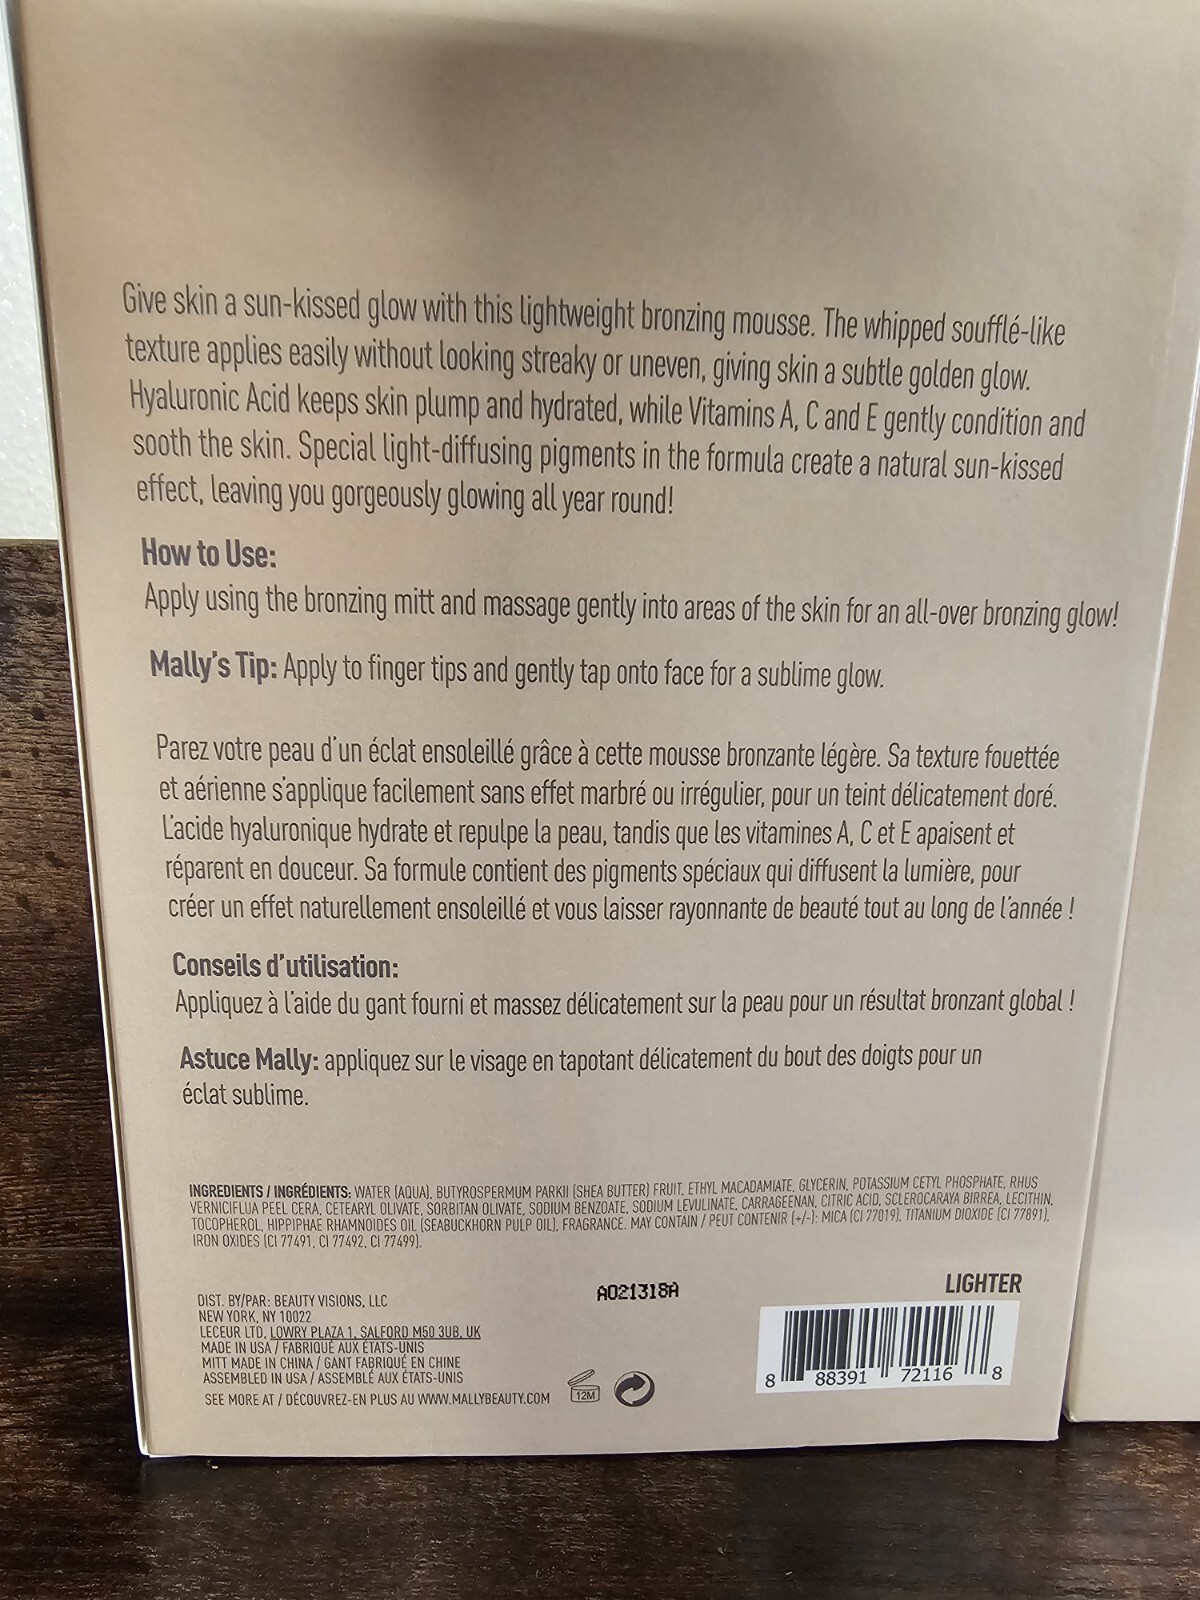 Give skin a sun-kissed glow with this lightweight bronzing mousse. The whipped soufflé-like
texture applies easily without looking streaky or uneven, giving skin a subtle golden glow.
Hyaluronic Acid keeps skin plump and hydrated, while Vitamins A, C and E gently condition and
sooth the skin. Special light-diffusing pigments in the formula create a natural sun-kissed
effect, leaving you gorgeously glowing all year round!
How to Use:
Apply using the bronzing mitt and massage gently into areas of the skin for an all-over bronzing glow!
Mally's Tip: Apply to finger tips and gently tap onto face for a sublime glow.
Parez votre peau d'un éclat ensoleillé grâce à cette mousse bronzante légère. Sa texture fouettée
et aérienne s'applique facilement sans effet marbré ou irrégulier, pour un teint délicatement doré.
L'acide hyaluronique hydrate et repulpe la peau, tandis que les vitamines A, C et E apaisent et
réparent en douceur. Sa formule contient des pigments spéciaux qui diffusent la lumière, pour
créer un effet naturellement ensoleillé et vous laisser rayonnante de beauté tout au long de l'année !
Conseils d'utilisation:
Appliquez à l'aide du gant fourni et massez délicatement sur la peau pour un résultat bronzant global !
Astuce Mally: appliquez sur le visage en tapotant délicatement du bout des doigts pour un
éclat sublime.
INGREDIENTS / INGRÉDIENTS: WATER (AQUA), BUTYROSPERMUM PARKII (SHEA BUTTER) FRUIT, ETHYL MACADAMIATE, GLYCERIN, POTASSIUM CETYL PHOSPHATE, RHUS
VERNICIFLUA PEEL CERA, CETEARYL OLIVATE, SORBITAN OLIVATE, SODIUM BENZOATE, SODIUM LEVULINATE, CARRAGEENAN, CITRIC ACID, SCLEROCARAYA BIRREA, LECITHIN,
TOCOPHEROL, HIPPIPHAE RHAMNOIDES OIL (SEABUCKHORN PULP OIL), FRAGRANCE. MAY CONTAIN / PEUT CONTENIR (+/-): MICA (CI 77019), TITANIUM DIOXIDE (CI 77891),
IRON OXIDES (CI 77491, CI 77492, CI 77499).
A021318A
LIGHTER
DIST. BY/PAR: BEAUTY VISIONS, LLC
NEW YORK, NY 10022
LECEUR LTD, LOWRY PLAZA 1, SALFORD M50 3UB, UK
MADE IN USA / FABRIQUÉ AUX ÉTATS-UNIS
MITT MADE IN CHINA / GANT FABRIQUÉ EN CHINE
ASSEMBLED IN USA / ASSEMBLÉ AUX ÉTATS-UNIS
SEE MORE AT / DÉCOUVREZ-EN PLUS AU WWW.MALLYBEAUTY.COM
12M
8 88391 72116 8